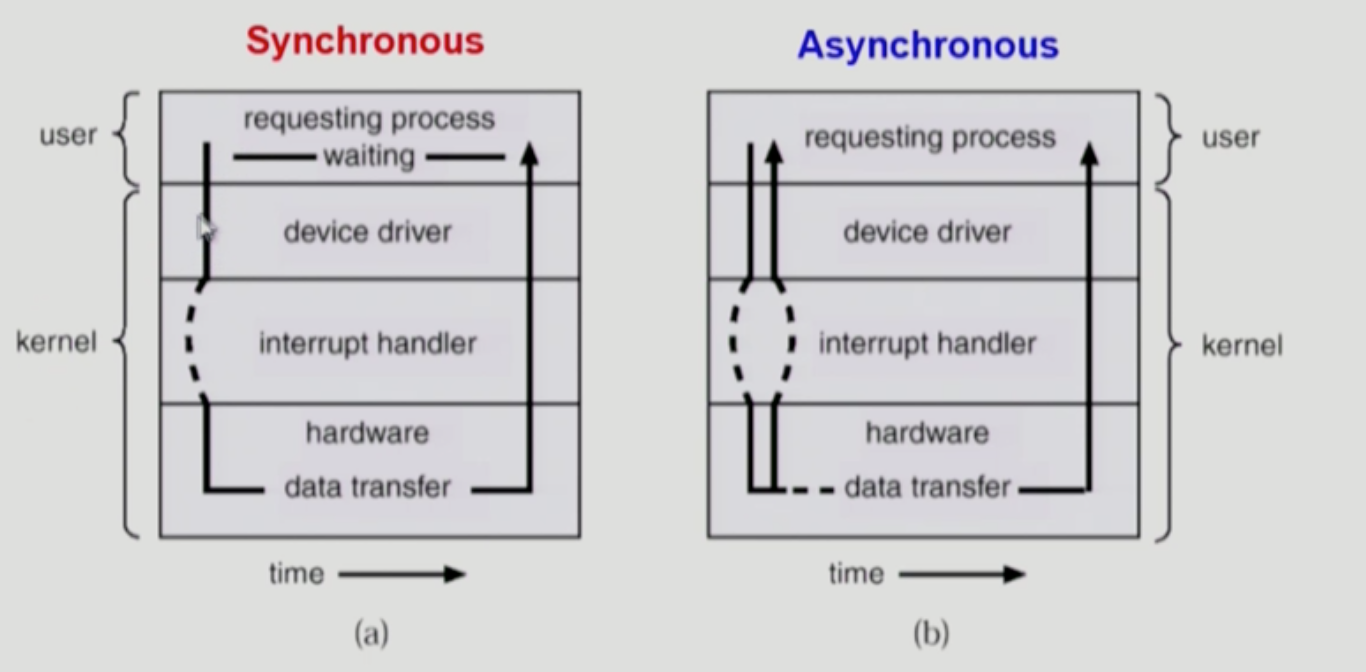 Synchronous
user
requesting process
waiting
device driver
kernel
interrupt handler
hardware
data transfer
time
(a)
Asynchronous
requesting process
user
device driver
interrupt handler
kernel
hardware
data transfer
time
(b)